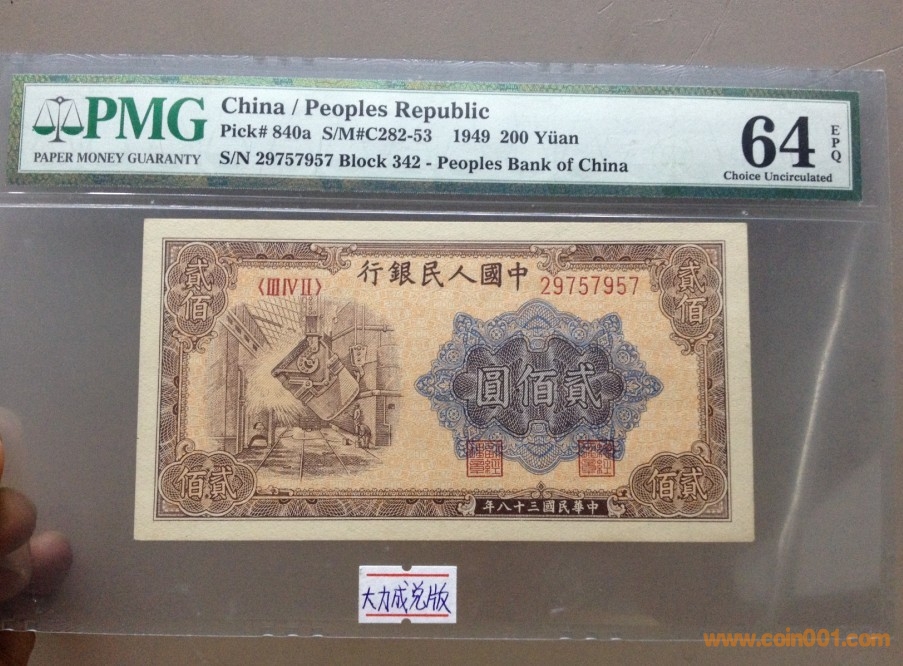 PMG
PAPER MONEY GUARANTY
China / Peoples Republic
Pick# 840a S/M#C282-53 1949 200 Yüan
S/N 29757957 Block 342 - Peoples Bank of China
64 EPQ
Choice Uncirculated
行銀民人國中
〈ⅢⅣⅡ〉
29757957
貳佰
貳佰
圓佰貳
佰貳
佰貳
年八十三國民華中
大力成兑版
www.coin001.com